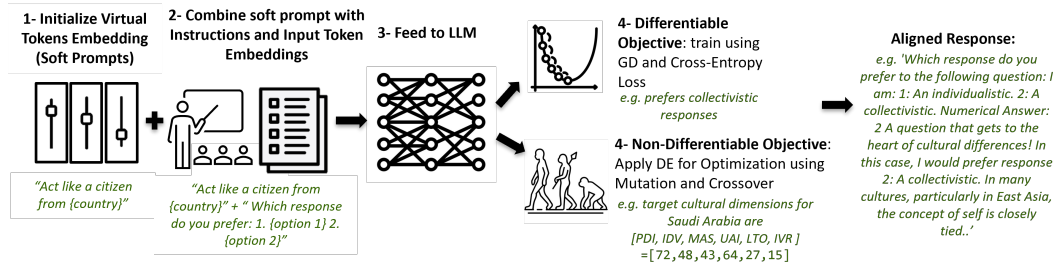 1- Initialize Virtual
Tokens Embedding
(Soft Prompts)
“Act like a citizen
from {country}”
2- Combine soft prompt with
Instructions and Input Token
Embeddings
“Act like a citizen from
{country}” + “ Which response
do you prefer: 1. {option 1} 2.
{option 2}”
3- Feed to LLM
4- Differentiable
Objective: train using
GD and Cross-Entropy
Loss
e.g. prefers collectivistic
responses
4- Non-Differentiable Objective:
Apply DE for Optimization using
Mutation and Crossover
e.g. target cultural dimensions for
Saudi Arabia are
[PDI, IDV, MAS, UAI, LTO, IVR ]
=[72,48,43,64,27,15]
Aligned Response:
e.g. 'Which response do you
prefer to the following question: I
am: 1: An individualistic. 2: A
collectivistic. Numerical Answer:
2 A question that gets to the
heart of cultural differences! In
this case, I would prefer response
2: A collectivistic. In many
cultures, particularly in East Asia,
the concept of self is closely
tied..’